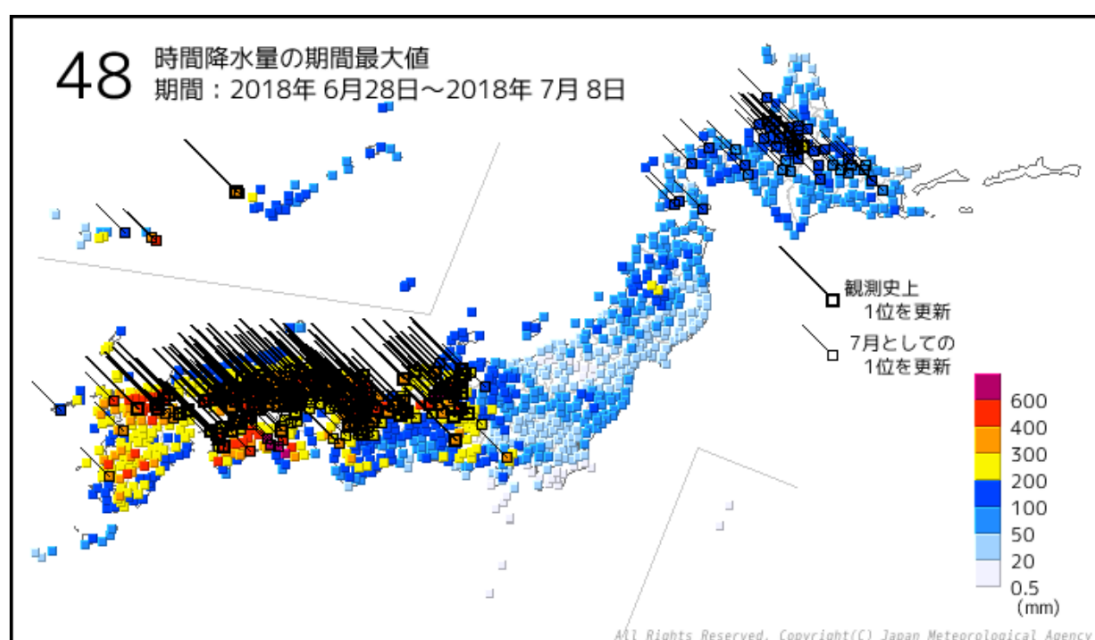 48 時間降水量の期間最大値
期間：2018年 6月28日～2018年 7月 8日
観測史上
1位を更新
7月としての
1位を更新
600
400
300
200
100
50
20
0.5
(mm)
All Rights Reserved. Copyright(C) Japan Meteorological Agency